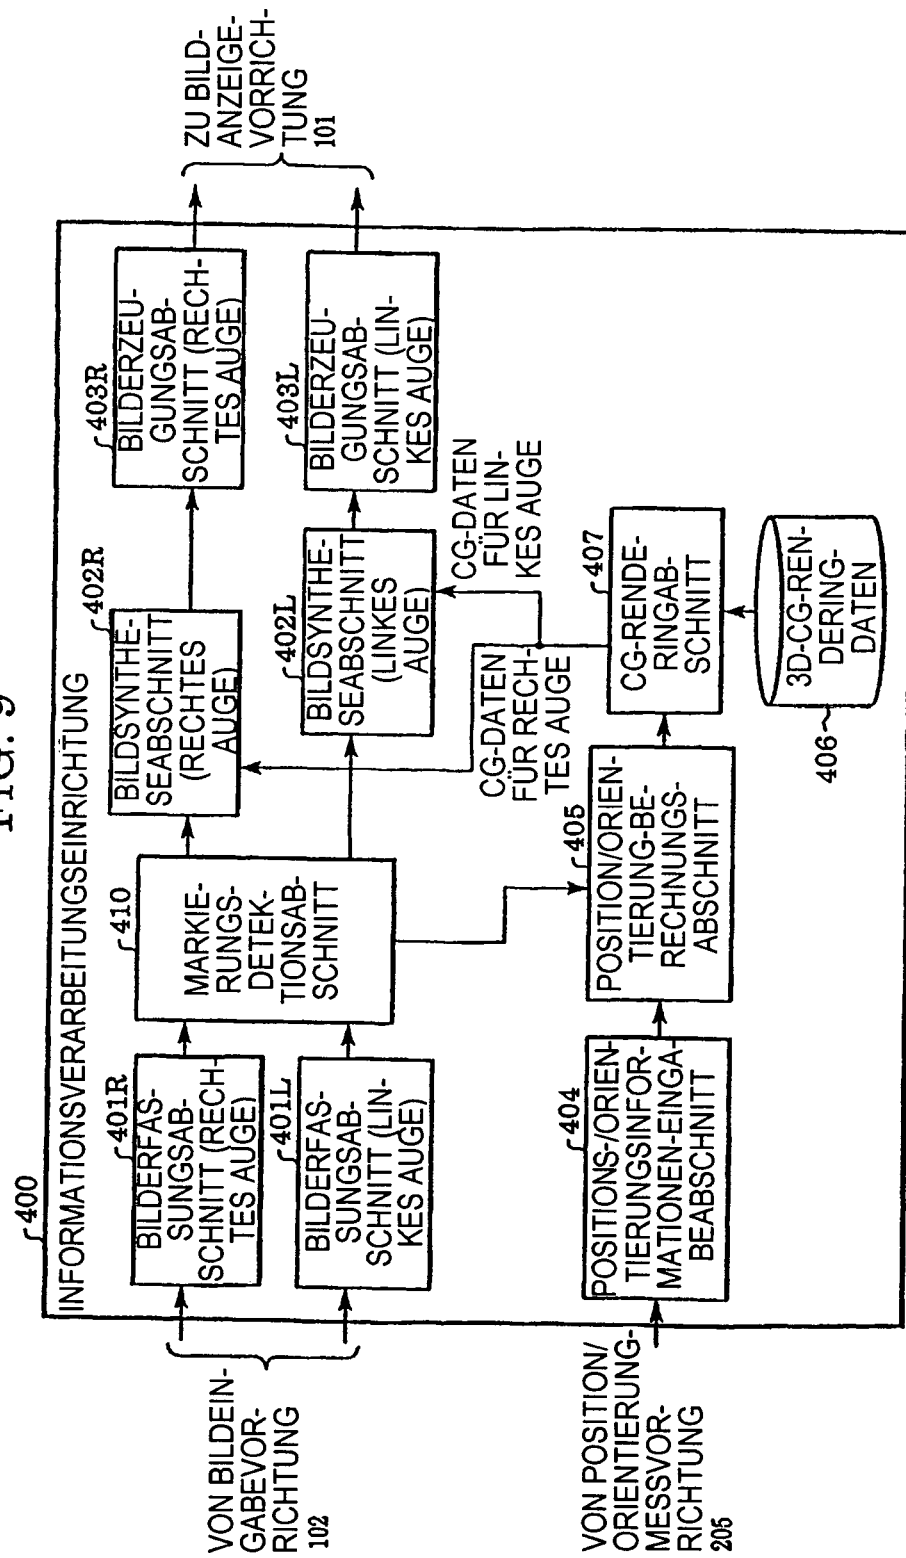 FIG. 9
400
INFORMATIONSVERARBEITUNGSEINRICHTUNG
VON BILDEIN-
GABEVOR-
RICHTUNG
102
401R
BILDERFAS-
SUNGSAB-
SCHNITT (RECH-
TES AUGE)
401L
BILDERFAS-
SUNGSAB-
SCHNITT (LIN-
KES AUGE)
410
MARKIE-
RUNGS-
DETEK-
TIONSAB-
SCHNITT
402R
BILDSYNTHE-
SEABSCHNITT
(RECHTES
AUGE)
402L
BILDSYNTHE-
SEABSCHNITT
(LINKES
AUGE)
403R
BILDERZEU-
GUNGSAB-
SCHNITT (RECH-
TES AUGE)
403L
BILDERZEU-
GUNGSAB-
SCHNITT (LIN-
KES AUGE)
ZU BILD-
ANZEIGE-
VORRICH-
TUNG
101
CG-DATEN
FÜR RECH-
TES AUGE
CG-DATEN
FÜR LIN-
KES AUGE
VON POSITION/
ORIENTIERUNG-
MESSVOR-
RICHTUNG
205
404
POSITIONS-/ORIEN-
TIERUNGSINFOR-
MATIONEN-EINGA-
BEABSCHNITT
405
POSITION/ORIEN-
TIERUNG-BE-
RECHNUNGS-
ABSCHNITT
407
CG-RENDE-
RINGAB-
SCHNITT
406
3D-CG-REN-
DERING-
DATEN